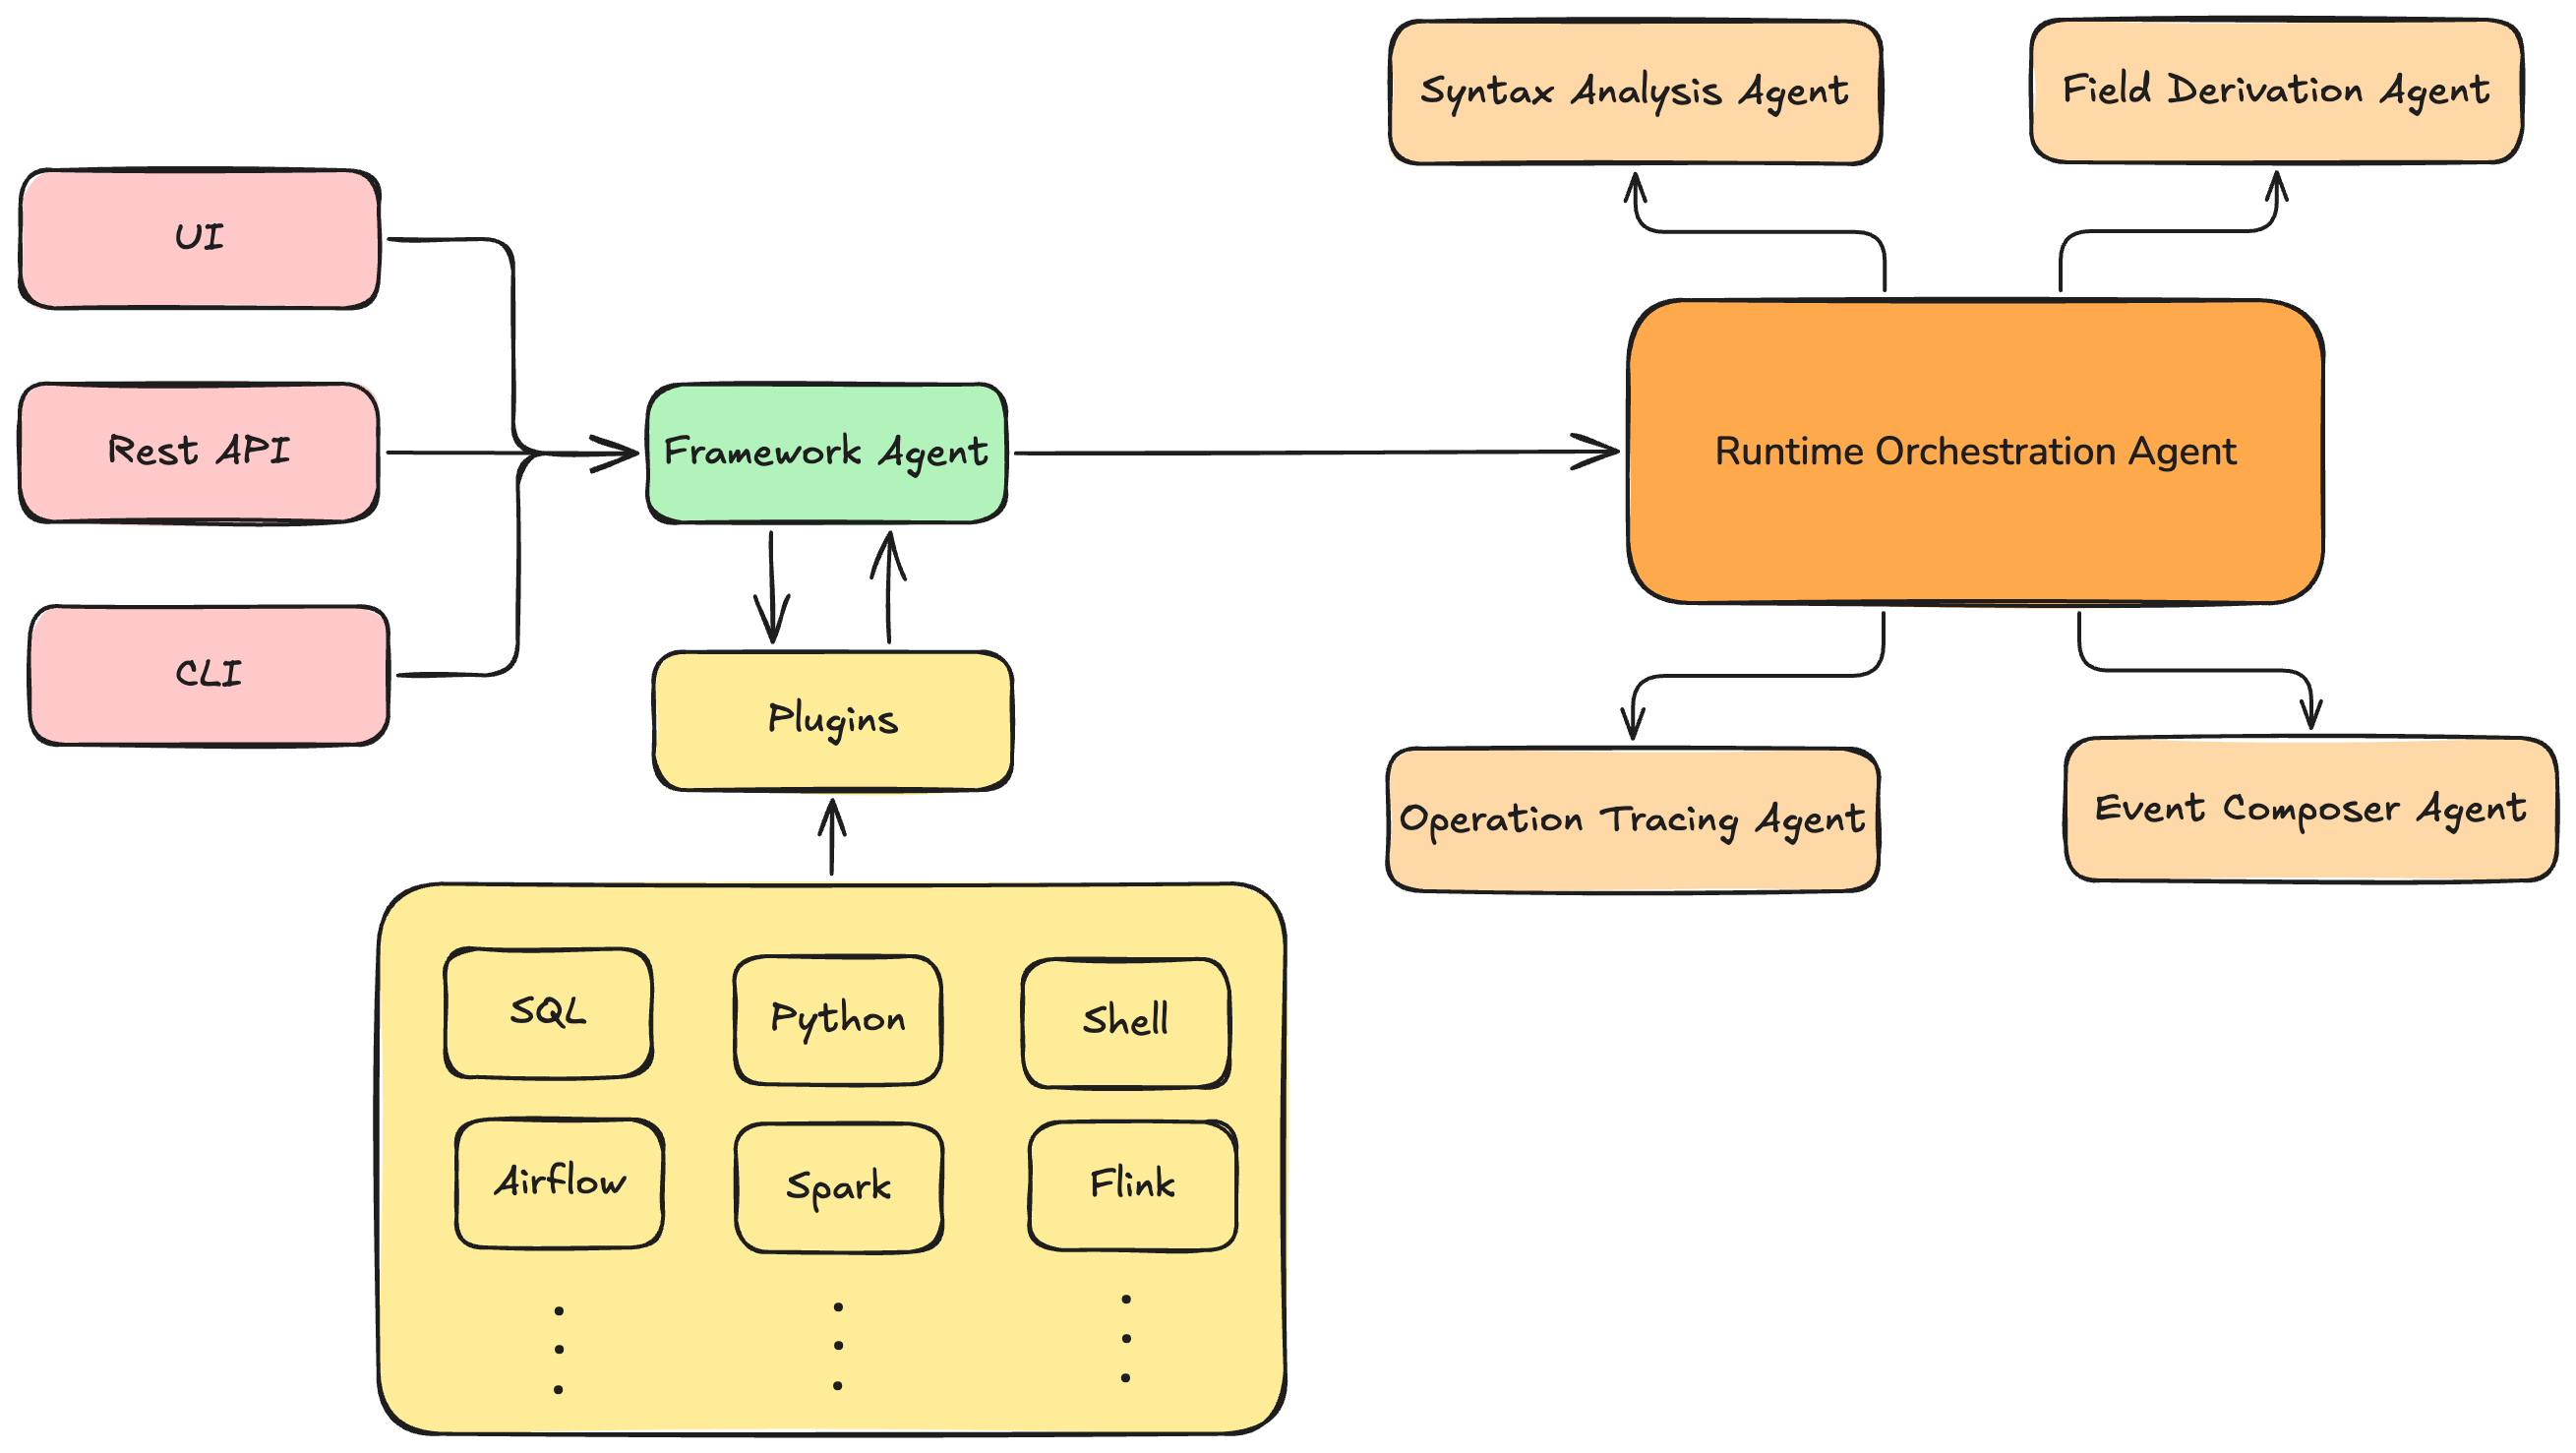 Syntax Analysis Agent
Field Derivation Agent
UI
Rest API
Framework Agent
Runtime Orchestration Agent
CLI
Plugins
Operation Tracing Agent
Event Composer Agent
SQL
Python
Shell
Airflow
Spark
Flink